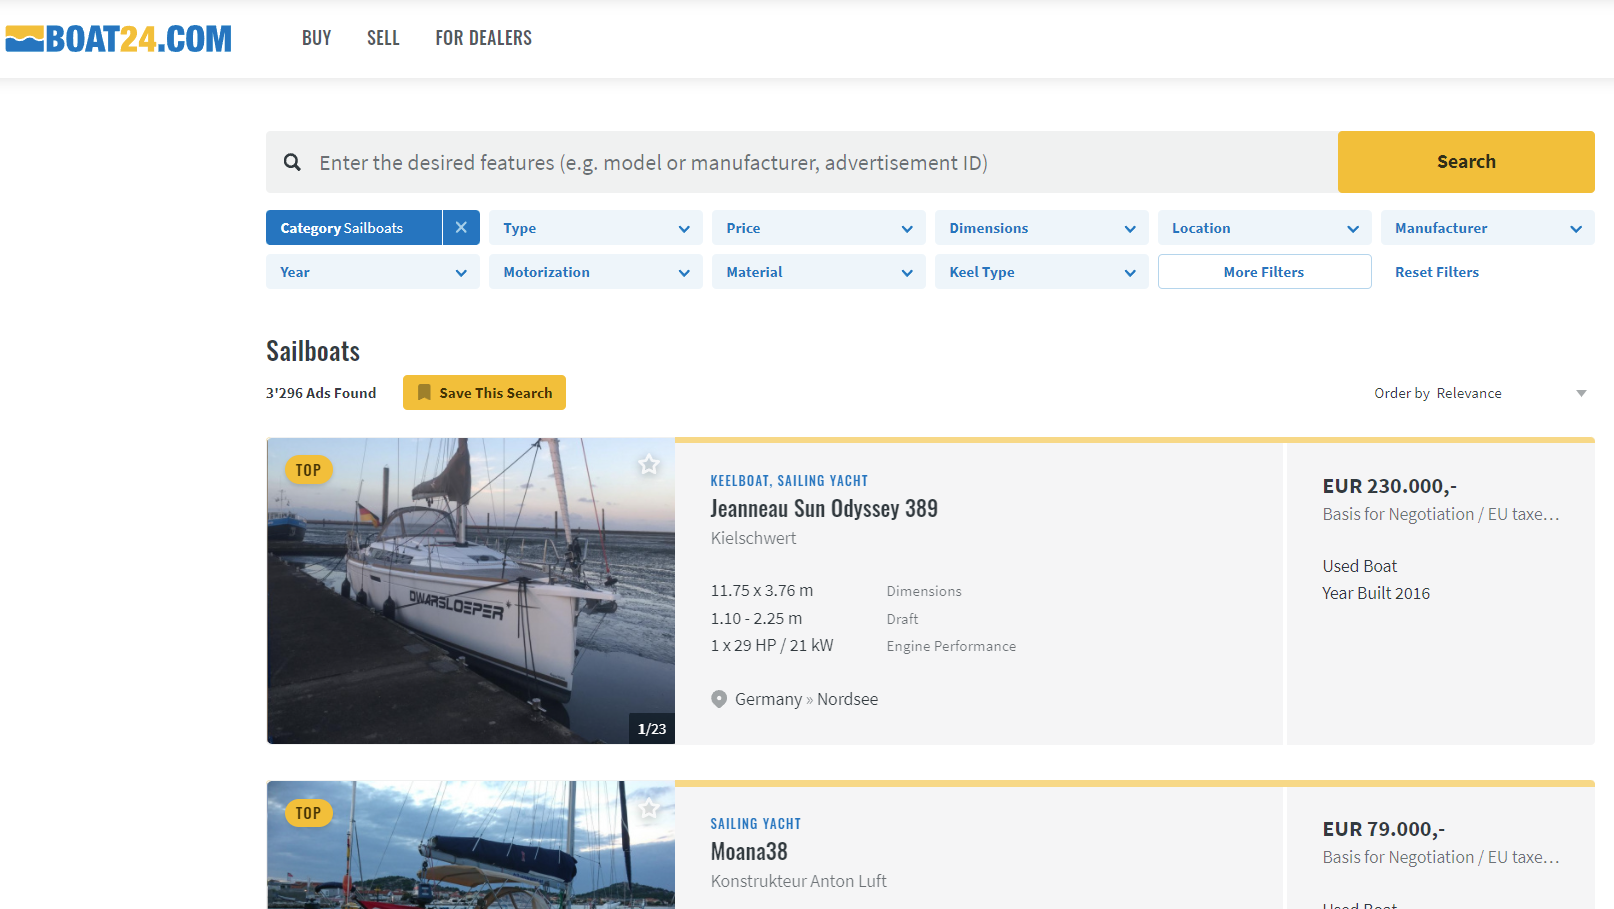 BOAT24.COM
BUY
SELL
FOR DEALERS
Enter the desired features (e.g. model or manufacturer, advertisement ID)
Search
Category Sailboats
Type
Price
Dimensions
Location
Manufacturer
Year
Motorization
Material
Keel Type
More Filters
Reset Filters
Sailboats
3'296 Ads Found
Save This Search
Order by Relevance
TOP
DWARSLOEPER
1/23
KEELBOAT, SAILING YACHT
Jeanneau Sun Odyssey 389
Kielschwert
11.75 x 3.76 m Dimensions
1.10 - 2.25 m Draft
1 x 29 HP / 21 kW Engine Performance
Germany » Nordsee
EUR 230.000,-
Basis for Negotiation / EU taxe…
Used Boat
Year Built 2016
TOP
SAILING YACHT
Moana38
Konstrukteur Anton Luft
EUR 79.000,-
Basis for Negotiation / EU taxe…
Used Boat